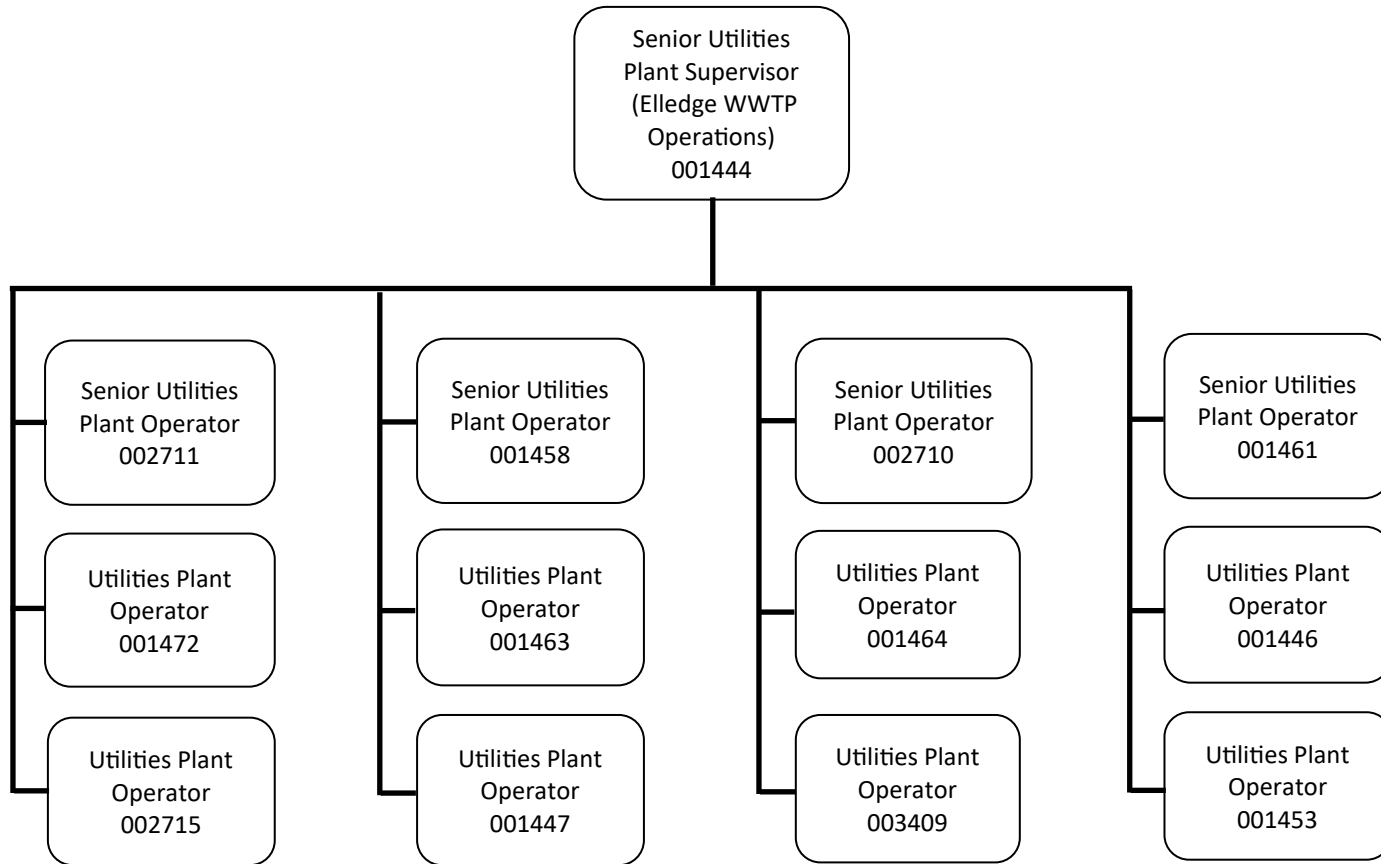 Senior Utilities
Plant Supervisor
(Elledge WWTP
Operations)
001444
Senior Utilities
Plant Operator
002711
Senior Utilities
Plant Operator
001458
Senior Utilities
Plant Operator
002710
Senior Utilities
Plant Operator
001461
Utilities Plant
Operator
001472
Utilities Plant
Operator
001463
Utilities Plant
Operator
001464
Utilities Plant
Operator
001446
Utilities Plant
Operator
002715
Utilities Plant
Operator
001447
Utilities Plant
Operator
003409
Utilities Plant
Operator
001453